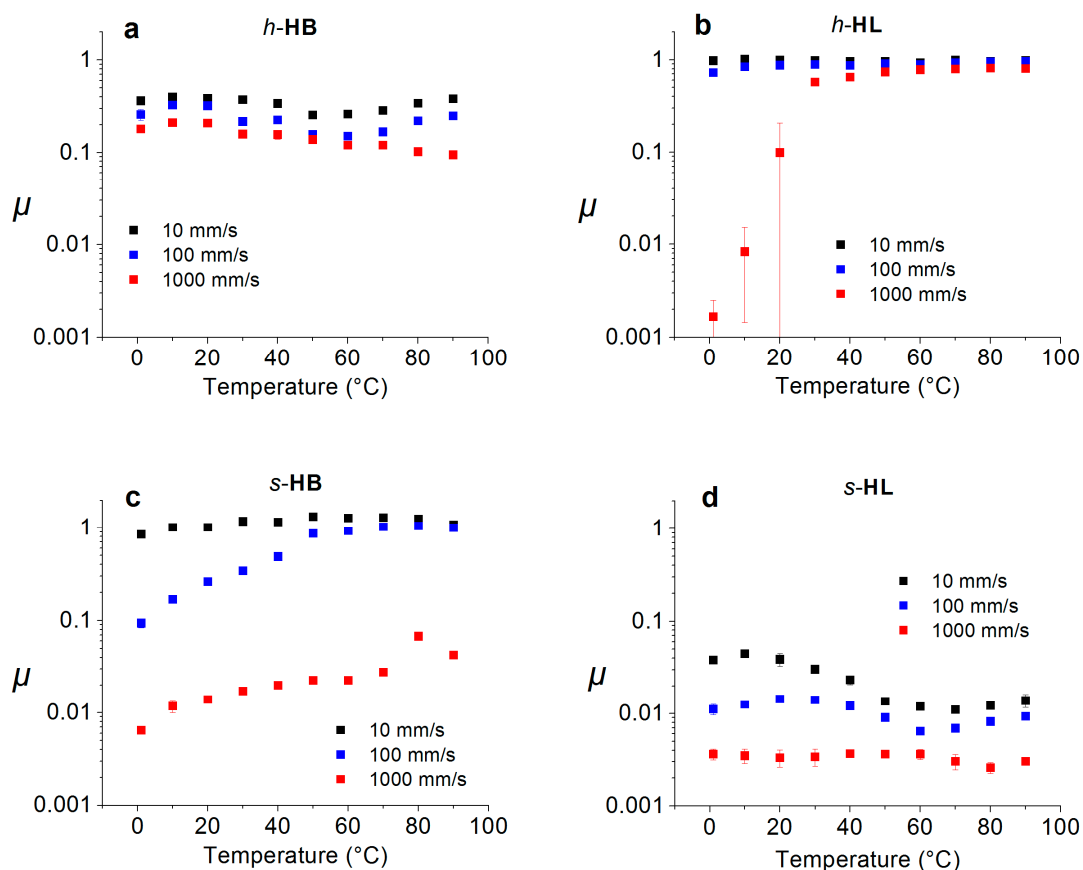 a
h-HB
1
0.1
0.01
0.001
μ
10 mm/s
100 mm/s
1000 mm/s
0 20 40 60 80 100
Temperature (°C)
b
h-HL
1
0.1
0.01
0.001
μ
10 mm/s
100 mm/s
1000 mm/s
0 20 40 60 80 100
Temperature (°C)
c
s-HB
1
0.1
0.01
0.001
μ
10 mm/s
100 mm/s
1000 mm/s
0 20 40 60 80 100
Temperature (°C)
d
s-HL
1
0.1
0.01
0.001
μ
10 mm/s
100 mm/s
1000 mm/s
0 20 40 60 80 100
Temperature (°C)